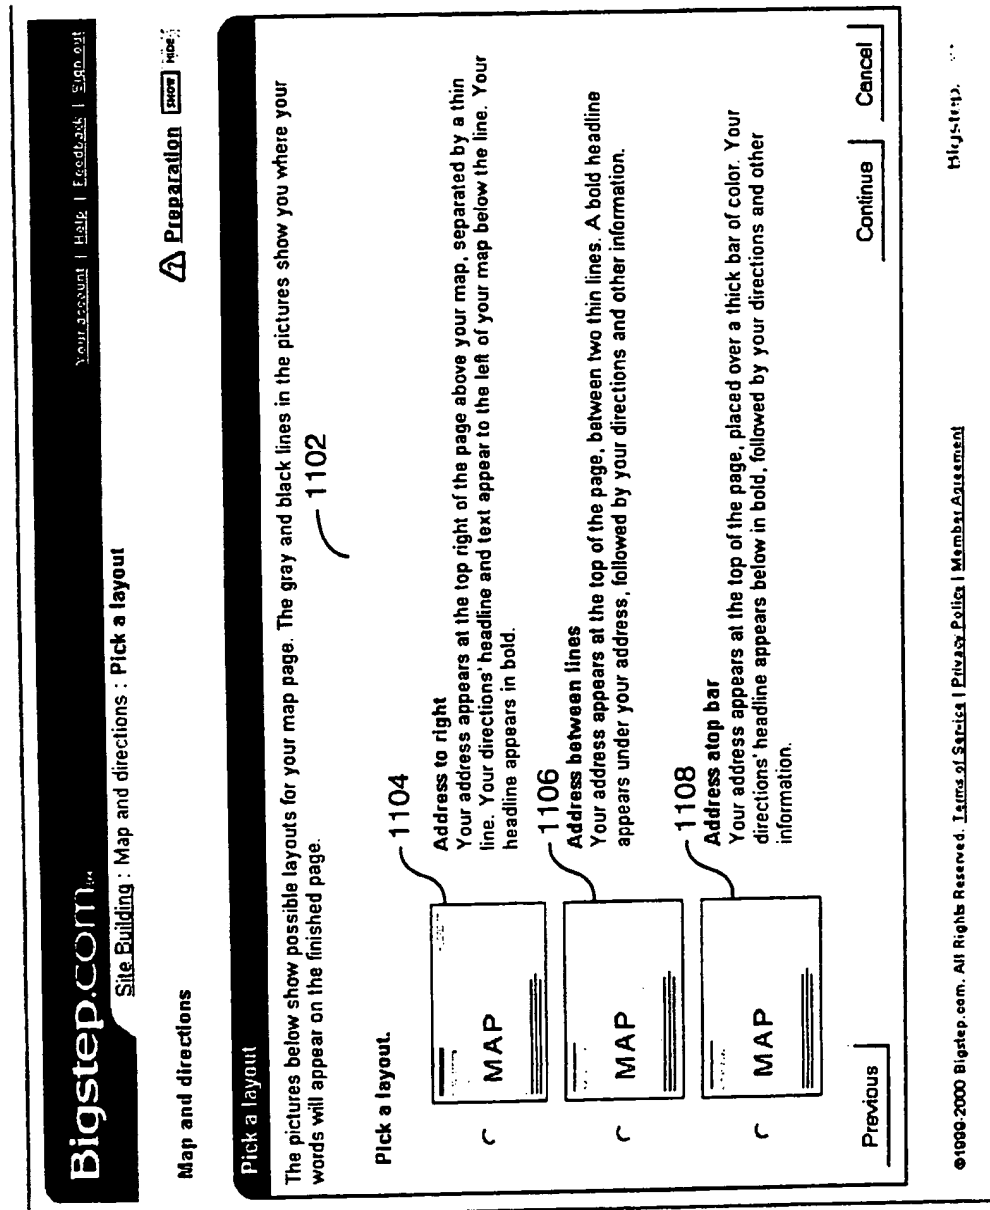 Bigstep.com
Your account | Help | Feedback | Sign out
Site Building : Map and directions : Pick a layout
Map and directions
Preparation SHOW HIDE
Pick a layout
The pictures below show possible layouts for your map page. The gray and black lines in the pictures show you where your
words will appear on the finished page.
1102
Pick a layout.
1104
MAP
Address to right
Your address appears at the top right of the page above your map, separated by a thin
line. Your directions' headline and text appear to the left of your map below the line. Your
headline appears in bold.
1106
MAP
Address between lines
Your address appears at the top of the page, between two thin lines. A bold headline
appears under your address, followed by your directions and other information.
1108
MAP
Address atop bar
Your address appears at the top of the page, placed over a thick bar of color. Your
directions' headline appears below in bold, followed by your directions and other
information.
Previous
Continue
Cancel
©1999-2000 Bigstep.com. All Rights Reserved. Terms of Service | Privacy Policy | Member Agreement
Bigstep.